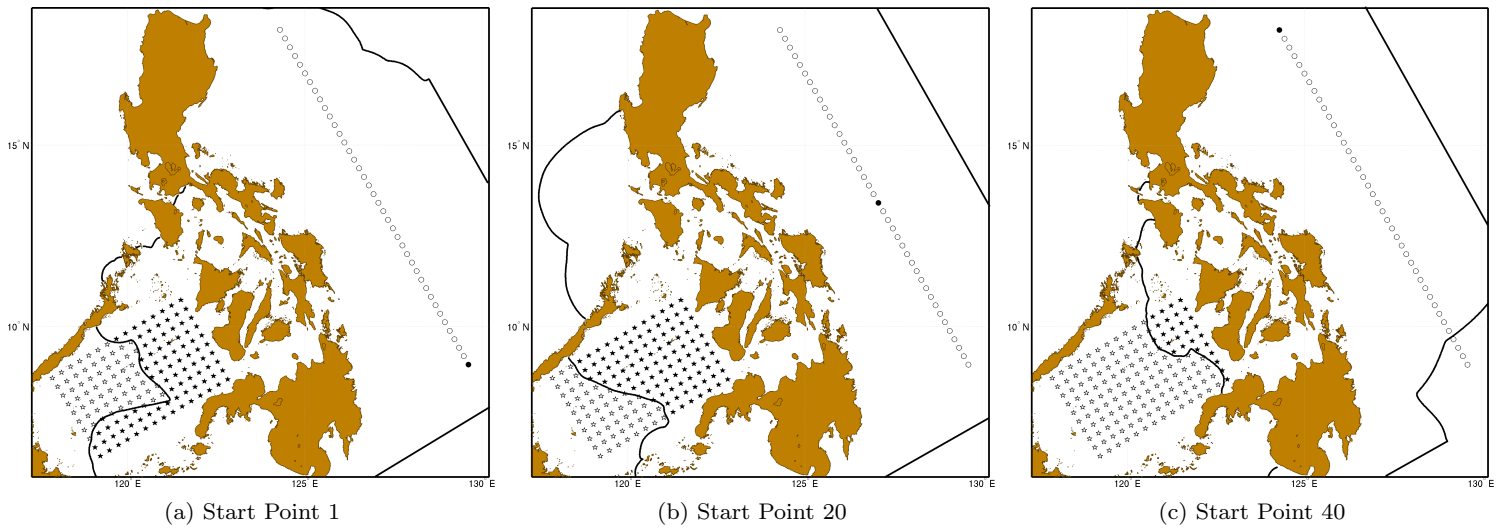 15° N
10° N
120° E
125° E
130° E
(a) Start Point 1
15° N
10° N
120° E
125° E
130° E
(b) Start Point 20
15° N
10° N
120° E
125° E
130° E
(c) Start Point 40